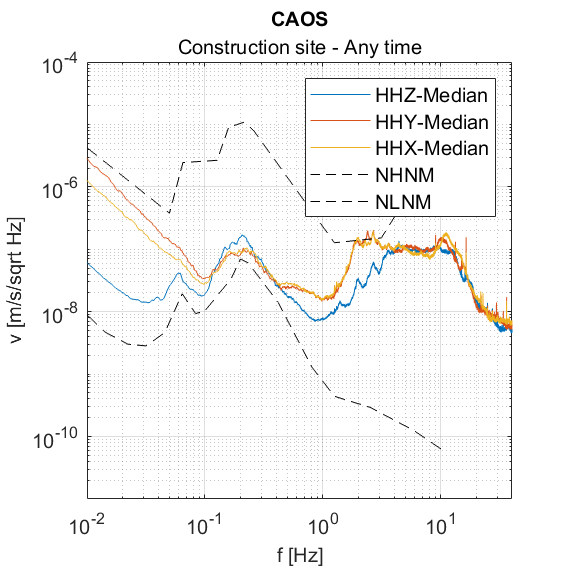 CAOS
Construction site - Any time
HHZ-Median
HHY-Median
HHX-Median
NHNM
NLNM
v [m/s/sqrt Hz]
10^-4
10^-6
10^-8
10^-10
10^-2
10^-1
10^0
10^1
f [Hz]